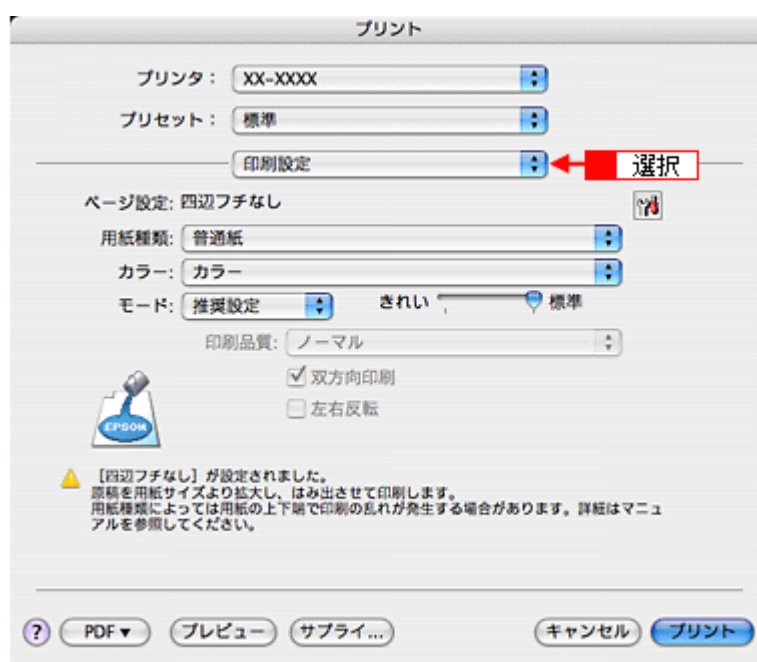 プリント
プリンタ： XX-XXXX
プリセット： 標準
印刷設定 選択
ページ設定: 四辺フチなし
用紙種類: 普通紙
カラー: カラー
モード: 推奨設定 きれい 標準
印刷品質: ノーマル
双方向印刷
左右反転
EPSON
［四辺フチなし］が設定されました。
原稿を用紙サイズより拡大し、はみ出させて印刷します。
用紙種類によっては用紙の上下端で印刷の乱れが発生する場合があります。詳細はマニュ
アルを参照してください。
? PDF▼ プレビュー サプライ... キャンセル プリント